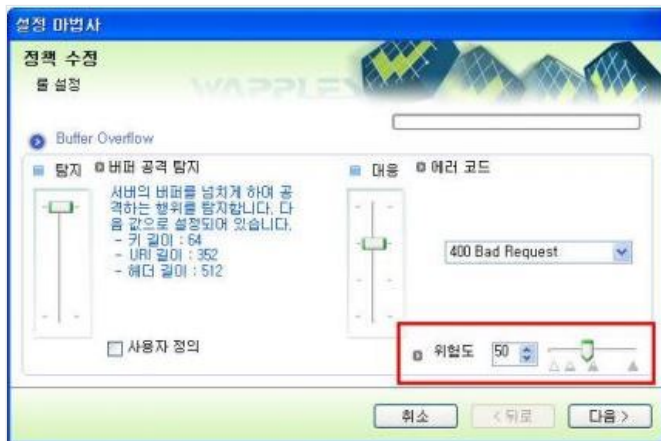 설정 마법사
정책 수정
룰 설정
WAPPLES
Buffer Overflow
탐지
버퍼 공격 탐지
서버의 버퍼를 넘치게 하여 공
격하는 행위를 탐지합니다. 다
음 값으로 설정되어 있습니다.
- 키 길이 : 64
- URI 길이 : 352
- 헤더 길이 : 512
사용자 정의
대응
에러 코드
400 Bad Request
위험도 50
취소
< 뒤로
다음 >